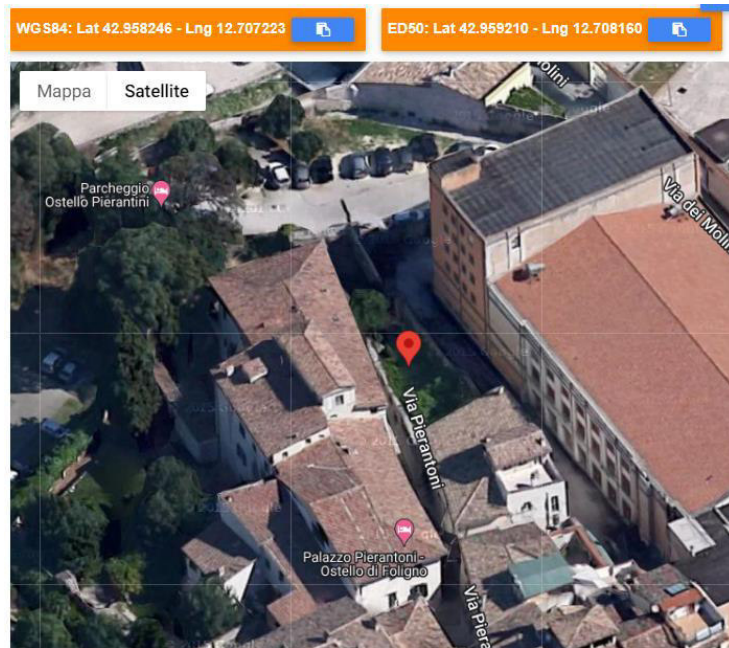 WGS84: Lat 42.958246 - Lng 12.707223
ED50: Lat 42.959210 - Lng 12.708160
Mappa
Satellite
olini
Parcheggio
Ostello Pierantini
Via dei Molini
Via Pierantoni
Palazzo Pierantoni -
Ostello di Foligno
Via Piera